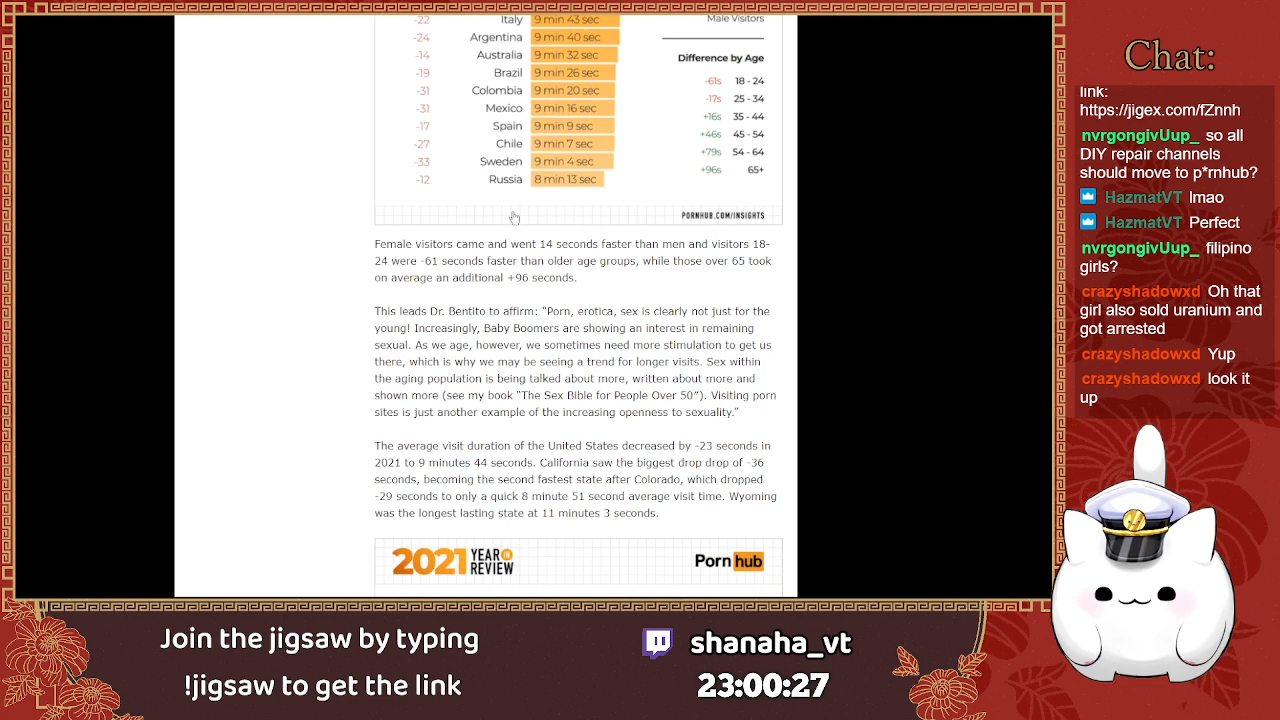 -22 Italy 9 min 43 sec
-24 Argentina 9 min 40 sec
-14 Australia 9 min 32 sec
-19 Brazil 9 min 26 sec
-31 Colombia 9 min 20 sec
-31 Mexico 9 min 16 sec
-17 Spain 9 min 9 sec
-27 Chile 9 min 7 sec
-33 Sweden 9 min 4 sec
-12 Russia 8 min 13 sec
Male Visitors
Difference by Age
-61s 18 - 24
-17s 25 - 34
+16s 35 - 44
+46s 45 - 54
+79s 54 - 64
+96s 65+
PORNHUB.COM/INSIGHTS
Female visitors came and went 14 seconds faster than men and visitors 18-
24 were -61 seconds faster than older age groups, while those over 65 took
on average an additional +96 seconds.
This leads Dr. Bentito to affirm: “Porn, erotica, sex is clearly not just for the
young! Increasingly, Baby Boomers are showing an interest in remaining
sexual. As we age, however, we sometimes need more stimulation to get us
there, which is why we may be seeing a trend for longer visits. Sex within
the aging population is being talked about more, written about more and
shown more (see my book “The Sex Bible for People Over 50”). Visiting porn
sites is just another example of the increasing openness to sexuality.”
The average visit duration of the United States decreased by -23 seconds in
2021 to 9 minutes 44 seconds. California saw the biggest drop drop of -36
seconds, becoming the second fastest state after Colorado, which dropped
-29 seconds to only a quick 8 minute 51 second average visit time. Wyoming
was the longest lasting state at 11 minutes 3 seconds.
2021 YEAR IN
REVIEW
Porn hub
Chat:
link:
https://jigex.com/fZnnh
nvrgongivUup_ so all
DIY repair channels
should move to p*rnhub?
HazmatVT lmao
HazmatVT Perfect
nvrgongivUup_ filipino
girls?
crazyshadowxd Oh that
girl also sold uranium and
got arrested
crazyshadowxd Yup
crazyshadowxd look it
up
Join the jigsaw by typing
!jigsaw to get the link
shanaha_vt
23:00:27